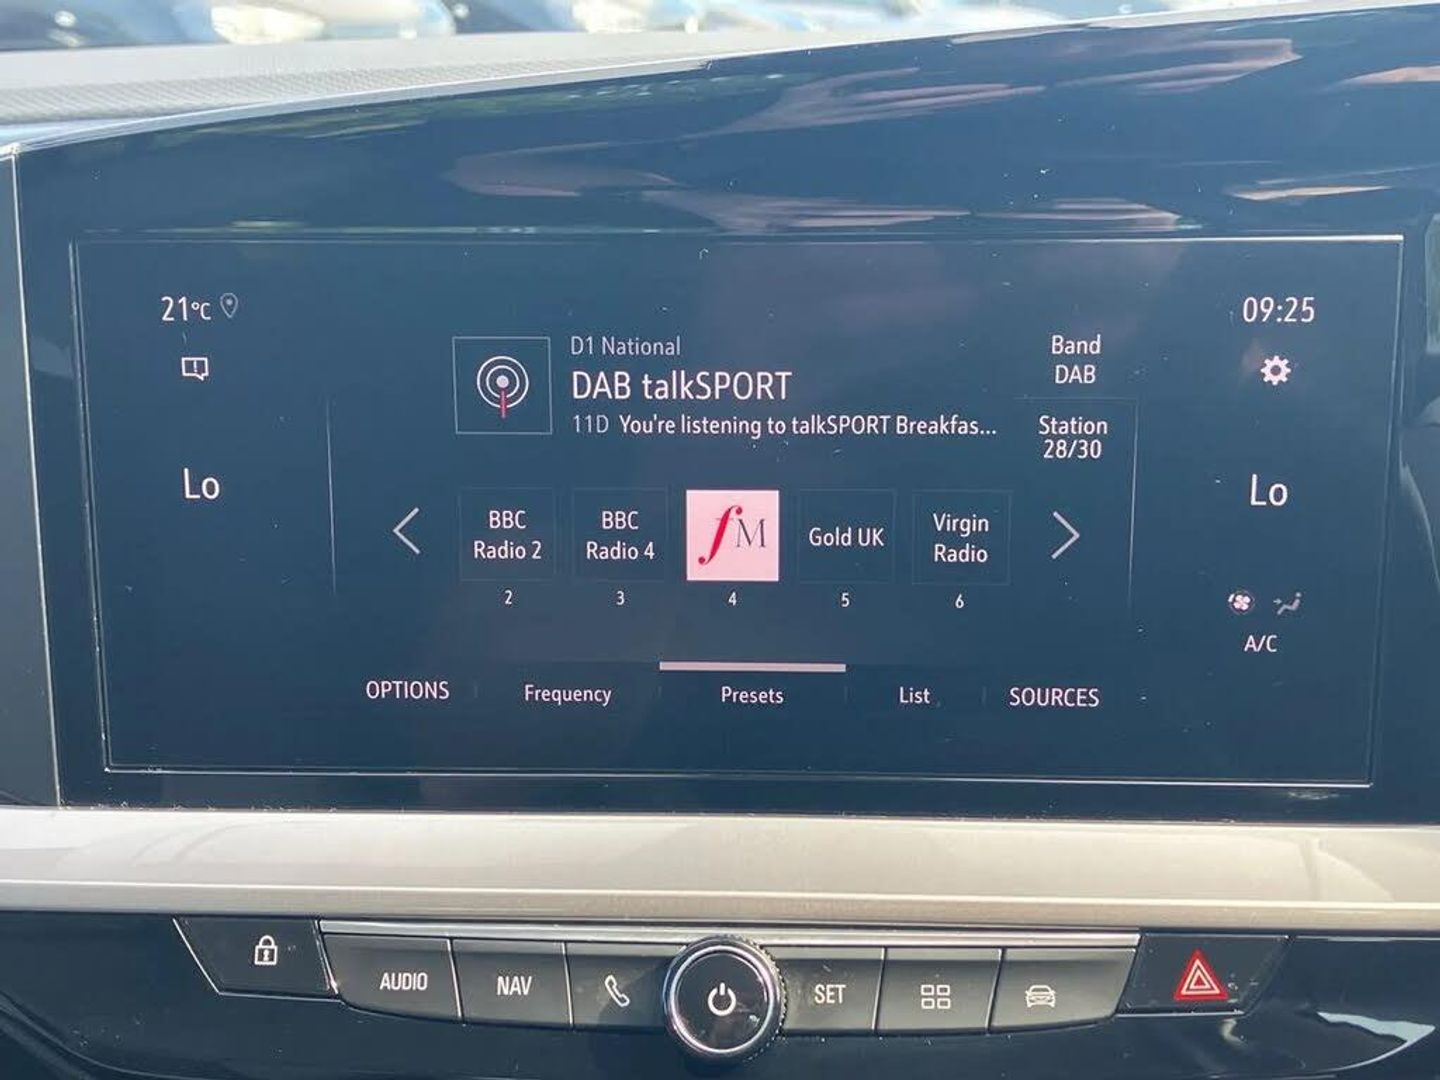 21°C
09:25
D1 National
DAB talkSPORT
11D You're listening to talkSPORT Breakfas...
Band
DAB
Station
28/30
Lo
Lo
BBC
Radio 2
BBC
Radio 4
fM
Gold UK
Virgin
Radio
2
3
4
5
6
A/C
OPTIONS
Frequency
Presets
List
SOURCES
AUDIO
NAV
SET